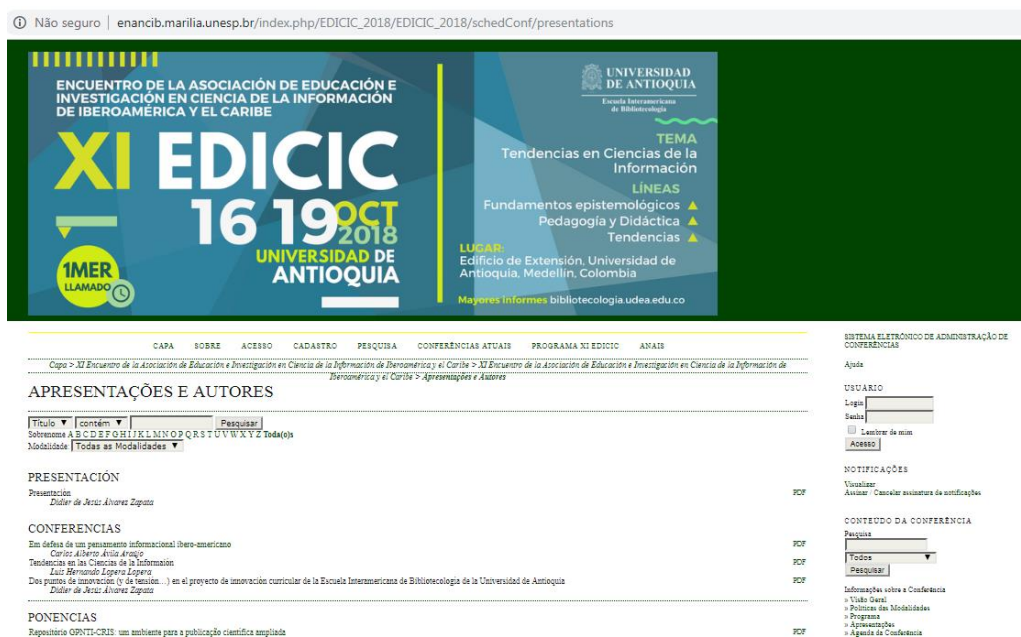 Não seguro | enancib.marilia.unesp.br/index.php/EDICIC_2018/EDICIC_2018/schedConf/presentations
ENCUENTRO DE LA ASOCIACIÓN DE EDUCACIÓN E
INVESTIGACIÓN EN CIENCIA DE LA INFORMACIÓN
DE IBEROAMÉRICA Y EL CARIBE
XI EDICIC
16 19 OCT
2018
UNIVERSIDAD DE
ANTIOQUIA
1MER
LLAMADO
UNIVERSIDAD
DE ANTIOQUIA
Escuela Interamericana
de Bibliotecología
TEMA
Tendencias en Ciencias de la
Información
LÍNEAS
Fundamentos epistemológicos
Pedagogía y Didáctica
Tendencias
LUGAR:
Edificio de Extensión, Universidad de
Antioquia, Medellín, Colombia
Mayores Informes bibliotecologia.udea.edu.co
CAPA SOBRE ACESSO CADASTRO PESQUISA CONFERÊNCIAS ATUAIS PROGRAMA XI EDICIC ANAIS
Capa > XI Encuentro de la Asociación de Educación e Investigación en Ciencia de la Información de Iberoamérica y el Caribe > XI Encuentro de la Asociación de Educación e Investigación en Ciencia de la Información de
Iberoamérica y el Caribe > Apresentações e Autores
APRESENTAÇÕES E AUTORES
Título contém Pesquisar
Sobrenome A B C D E F G H I J K L M N O P Q R S T U V W X Y Z Toda(o)s
Modalidade Todas as Modalidades
PRESENTACIÓN
Presentación PDF
Didier de Jesús Álvarez Zapata
CONFERENCIAS
Em defesa de um pensamento informacional ibero-americano PDF
Carlos Alberto Ávila Araújo
Tendencias en las Ciencias de la Informaión PDF
Luis Hernando Lopera Lopera
Dos puntos de innovación (y de tensión...) en el proyecto de innovación curricular de la Escuela Interamericana de Bibliotecología de la Universidad de Antioquia PDF
Didier de Jesús Álvarez Zapata
PONENCIAS
Repositório GPNTI-CRIS: um ambiente para a publicação científica ampliada PDF
SISTEMA ELETRÔNICO DE ADMINISTRAÇÃO DE
CONFERÊNCIAS
Ajuda
USUÁRIO
Login
Senha
Lembrar de mim
Acesso
NOTIFICAÇÕES
Visualizar
Assinar / Cancelar assinatura de notificações
CONTEÚDO DA CONFERÊNCIA
Pesquisa
Todos
Pesquisar
Informações sobre a Conferência
» Visão Geral
» Políticas das Modalidades
» Programa
» Apresentações
» Agenda da Conferência